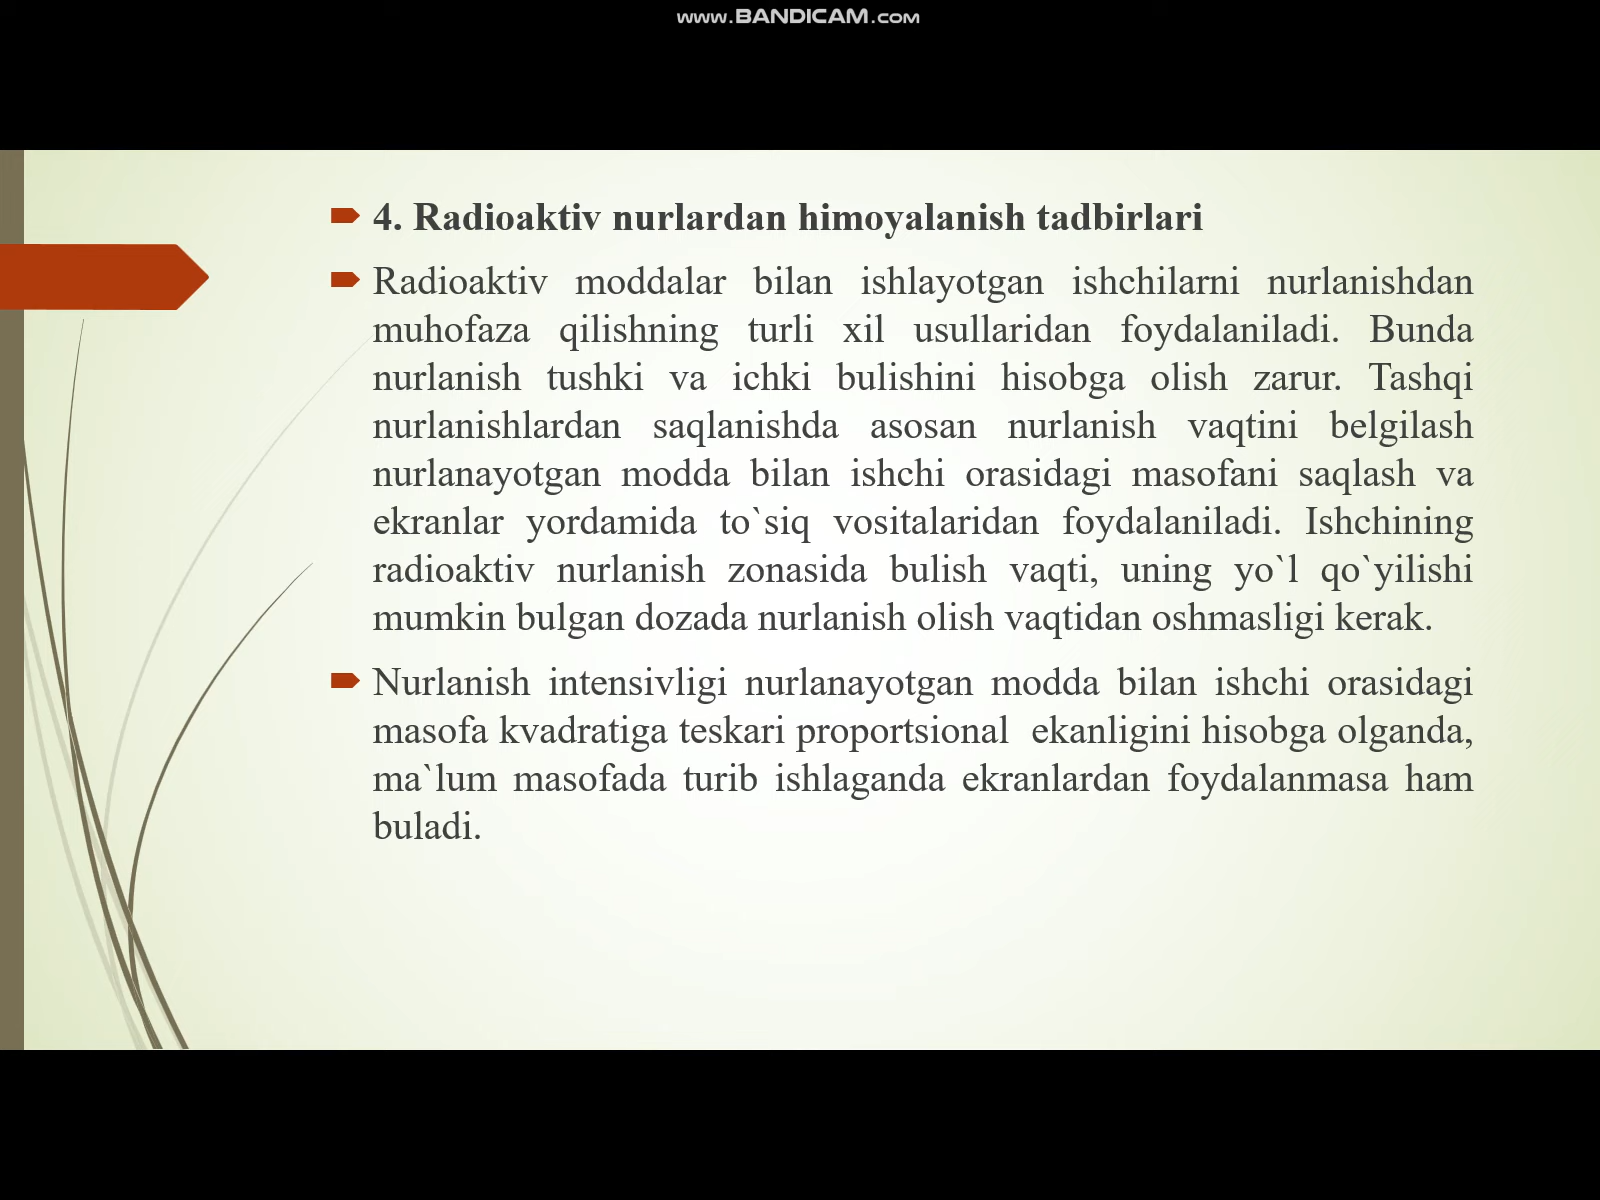 www.BANDICAM.com
4. Radioaktiv nurlardan himoyalanish tadbirlari
Radioaktiv moddalar bilan ishlayotgan ishchilarni nurlanishdan
muhofaza qilishning turli xil usullaridan foydalaniladi. Bunda
nurlanish tushki va ichki bulishini hisobga olish zarur. Tashqi
nurlanishlardan saqlanishda asosan nurlanish vaqtini belgilash
nurlanayotgan modda bilan ishchi orasidagi masofani saqlash va
ekranlar yordamida to`siq vositalaridan foydalaniladi. Ishchining
radioaktiv nurlanish zonasida bulish vaqti, uning yo`l qo`yilishi
mumkin bulgan dozada nurlanish olish vaqtidan oshmasligi kerak.
Nurlanish intensivligi nurlanayotgan modda bilan ishchi orasidagi
masofa kvadratiga teskari proportsional  ekanligini hisobga olganda,
ma`lum masofada turib ishlaganda ekranlardan foydalanmasa ham
buladi.